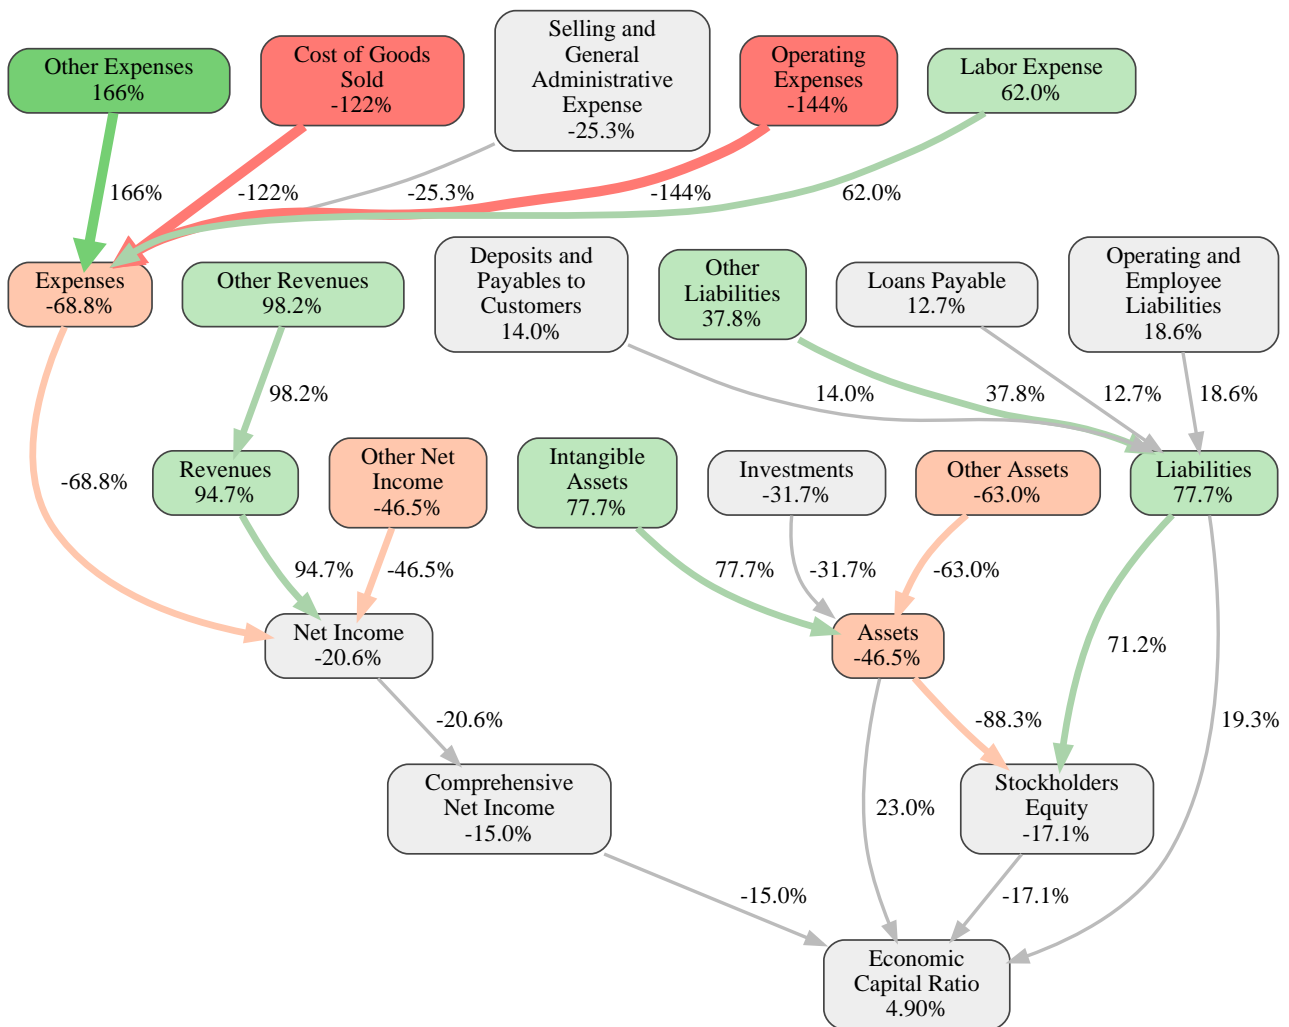 Other Expenses
166%
Cost of Goods
Sold
-122%
Selling and
General
Administrative
Expense
-25.3%
Operating
Expenses
-144%
Labor Expense
62.0%
166%
-122%
-25.3%
-144%
62.0%
Expenses
-68.8%
Other Revenues
98.2%
Deposits and
Payables to
Customers
14.0%
Other
Liabilities
37.8%
Loans Payable
12.7%
Operating and
Employee
Liabilities
18.6%
98.2%
14.0%
37.8%
12.7%
18.6%
-68.8%
Revenues
94.7%
Other Net
Income
-46.5%
Intangible
Assets
77.7%
Investments
-31.7%
Other Assets
-63.0%
Liabilities
77.7%
94.7%
-46.5%
77.7%
-31.7%
-63.0%
71.2%
19.3%
Net Income
-20.6%
Assets
-46.5%
-20.6%
-88.3%
23.0%
Comprehensive
Net Income
-15.0%
Stockholders
Equity
-17.1%
-15.0%
-17.1%
Economic
Capital Ratio
4.90%